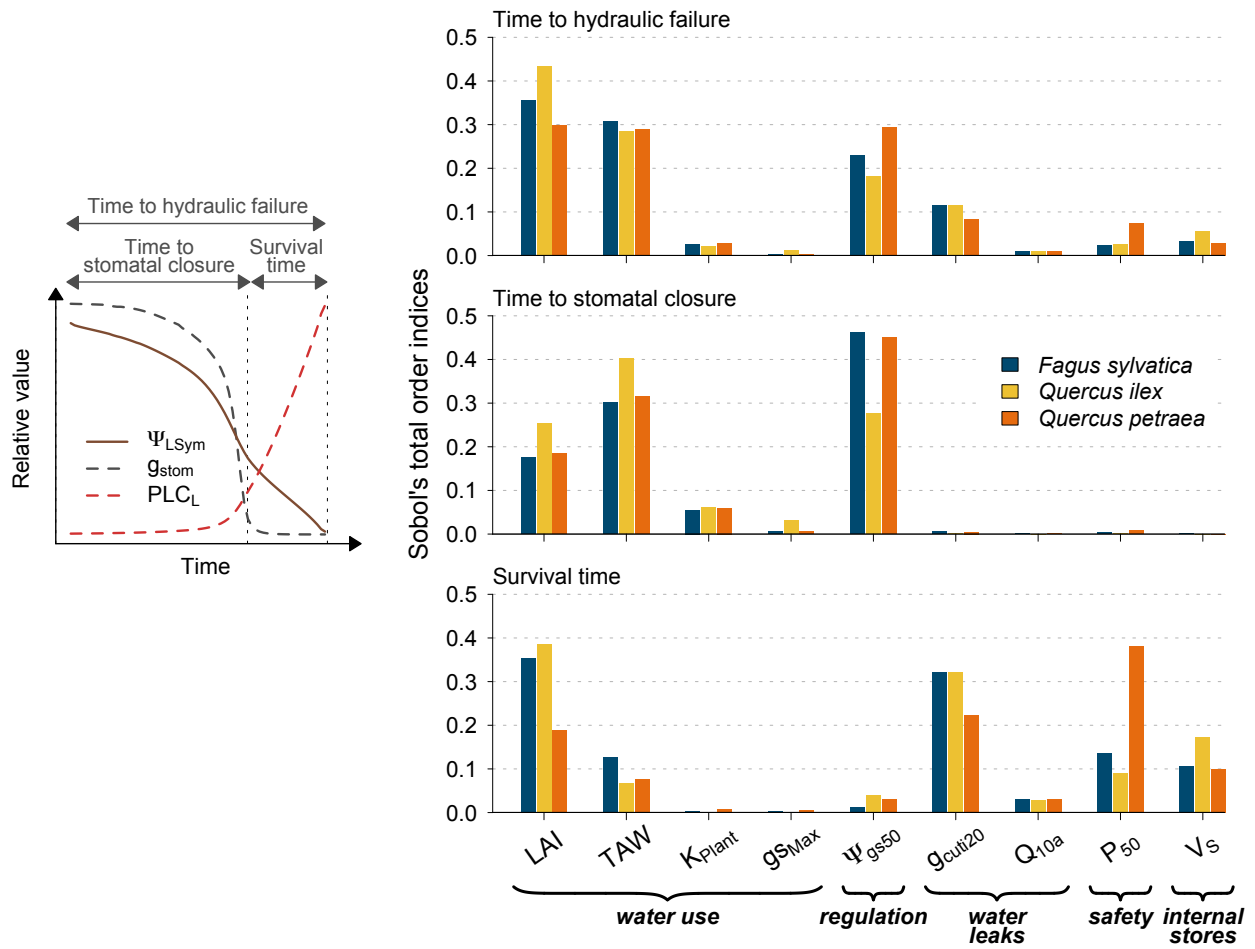 Time to hydraulic failure
Time to
stomatal closure
Survival
time
Relative value
ΨLSym
gstom
PLCL
Time
Sobol's total order indices
Time to hydraulic failure
0.5
0.4
0.3
0.2
0.1
0.0
Time to stomatal closure
0.5
0.4
0.3
0.2
0.1
0.0
Fagus sylvatica
Quercus ilex
Quercus petraea
Survival time
0.5
0.4
0.3
0.2
0.1
0.0
LAI
TAW
KPlant
gsMax
Ψgs50
gcuti20
Q10a
P50
VS
water use
regulation
water
leaks
safety
internal
stores